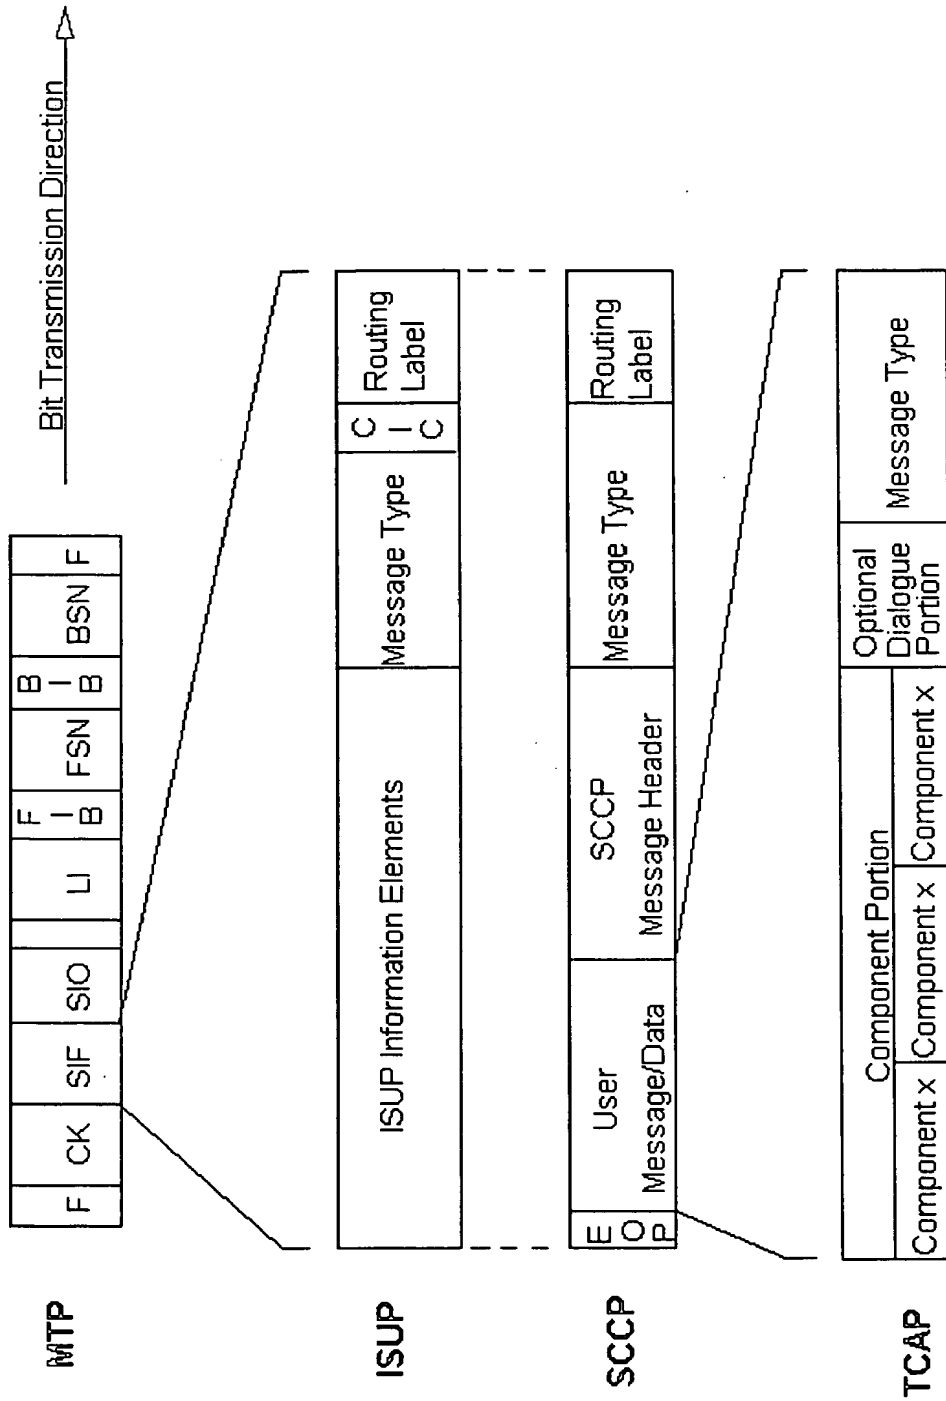 Bit Transmission Direction
MTP
F
CK
SIF
SIO
LI
F
I
B
FSN
B
I
B
BSN
F
ISUP
ISUP Information Elements
Message Type
C
I
C
Routing
Label
SCCP
E
O
P
User
Message/Data
SCCP
Message Header
Message Type
Routing
Label
TCAP
Component Portion
Component x
Component x
Component x
Optional
Dialogue
Portion
Message Type